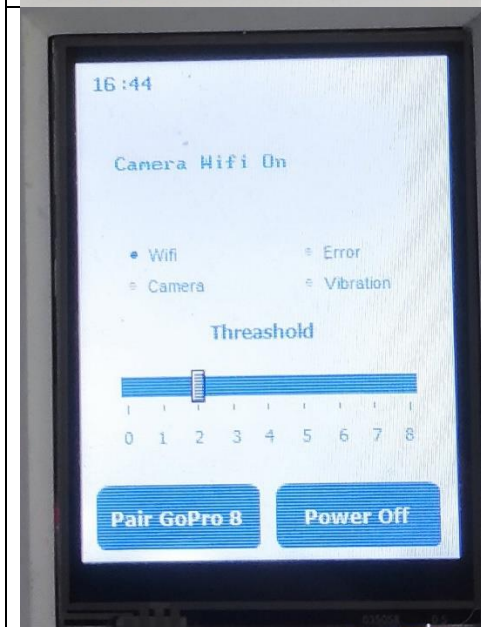 16:44
Camera Wifi On
Wifi Error
Camera Vibration
Threashold
0 1 2 3 4 5 6 7 8
Pair GoPro 8 Power Off